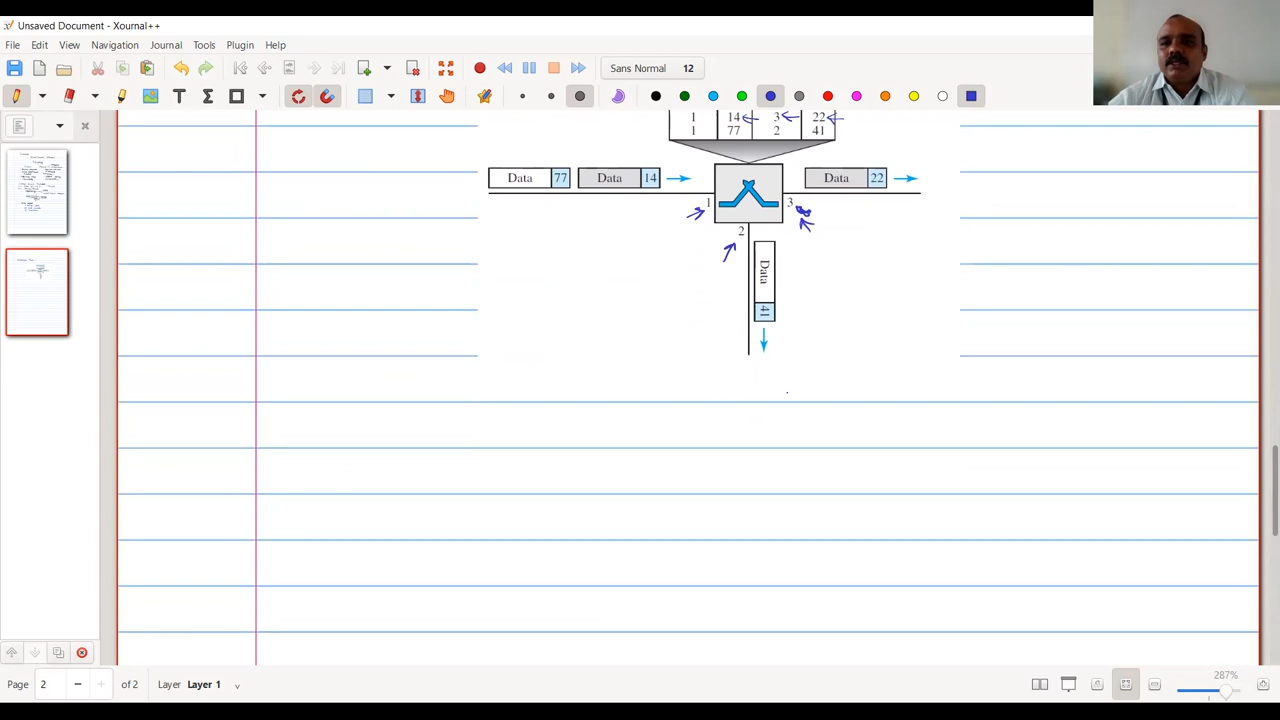 Unsaved Document - Xournal++
File Edit View Navigation Journal Tools Plugin Help
Sans Normal 12
1 14 3 22
1 77 2 41
Data 77 Data 14 Data 22
1 3
2
Data 41
Page 2 of 2 Layer Layer 1 287%